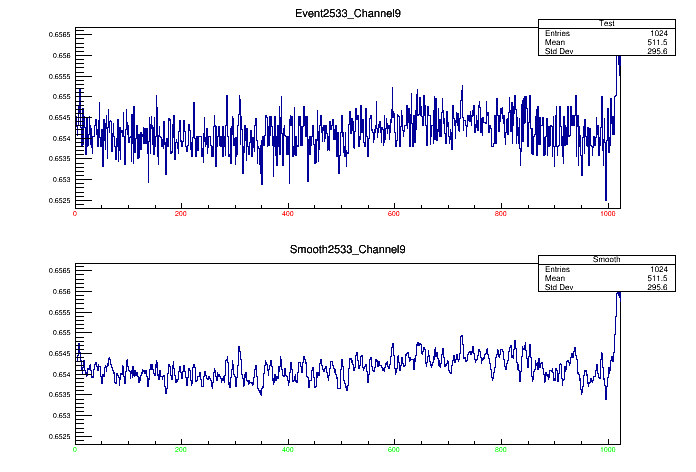 Event2533_Channel9
Test
Entries 1024
Mean 511.5
Std Dev 295.6
0.6565
0.656
0.6555
0.655
0.6545
0.654
0.6535
0.653
0.6525
0 200 400 600 800 1000
Smooth2533_Channel9
Smooth
Entries 1024
Mean 511.5
Std Dev 295.6
0.6565
0.656
0.6555
0.655
0.6545
0.654
0.6535
0.653
0.6525
0 200 400 600 800 1000